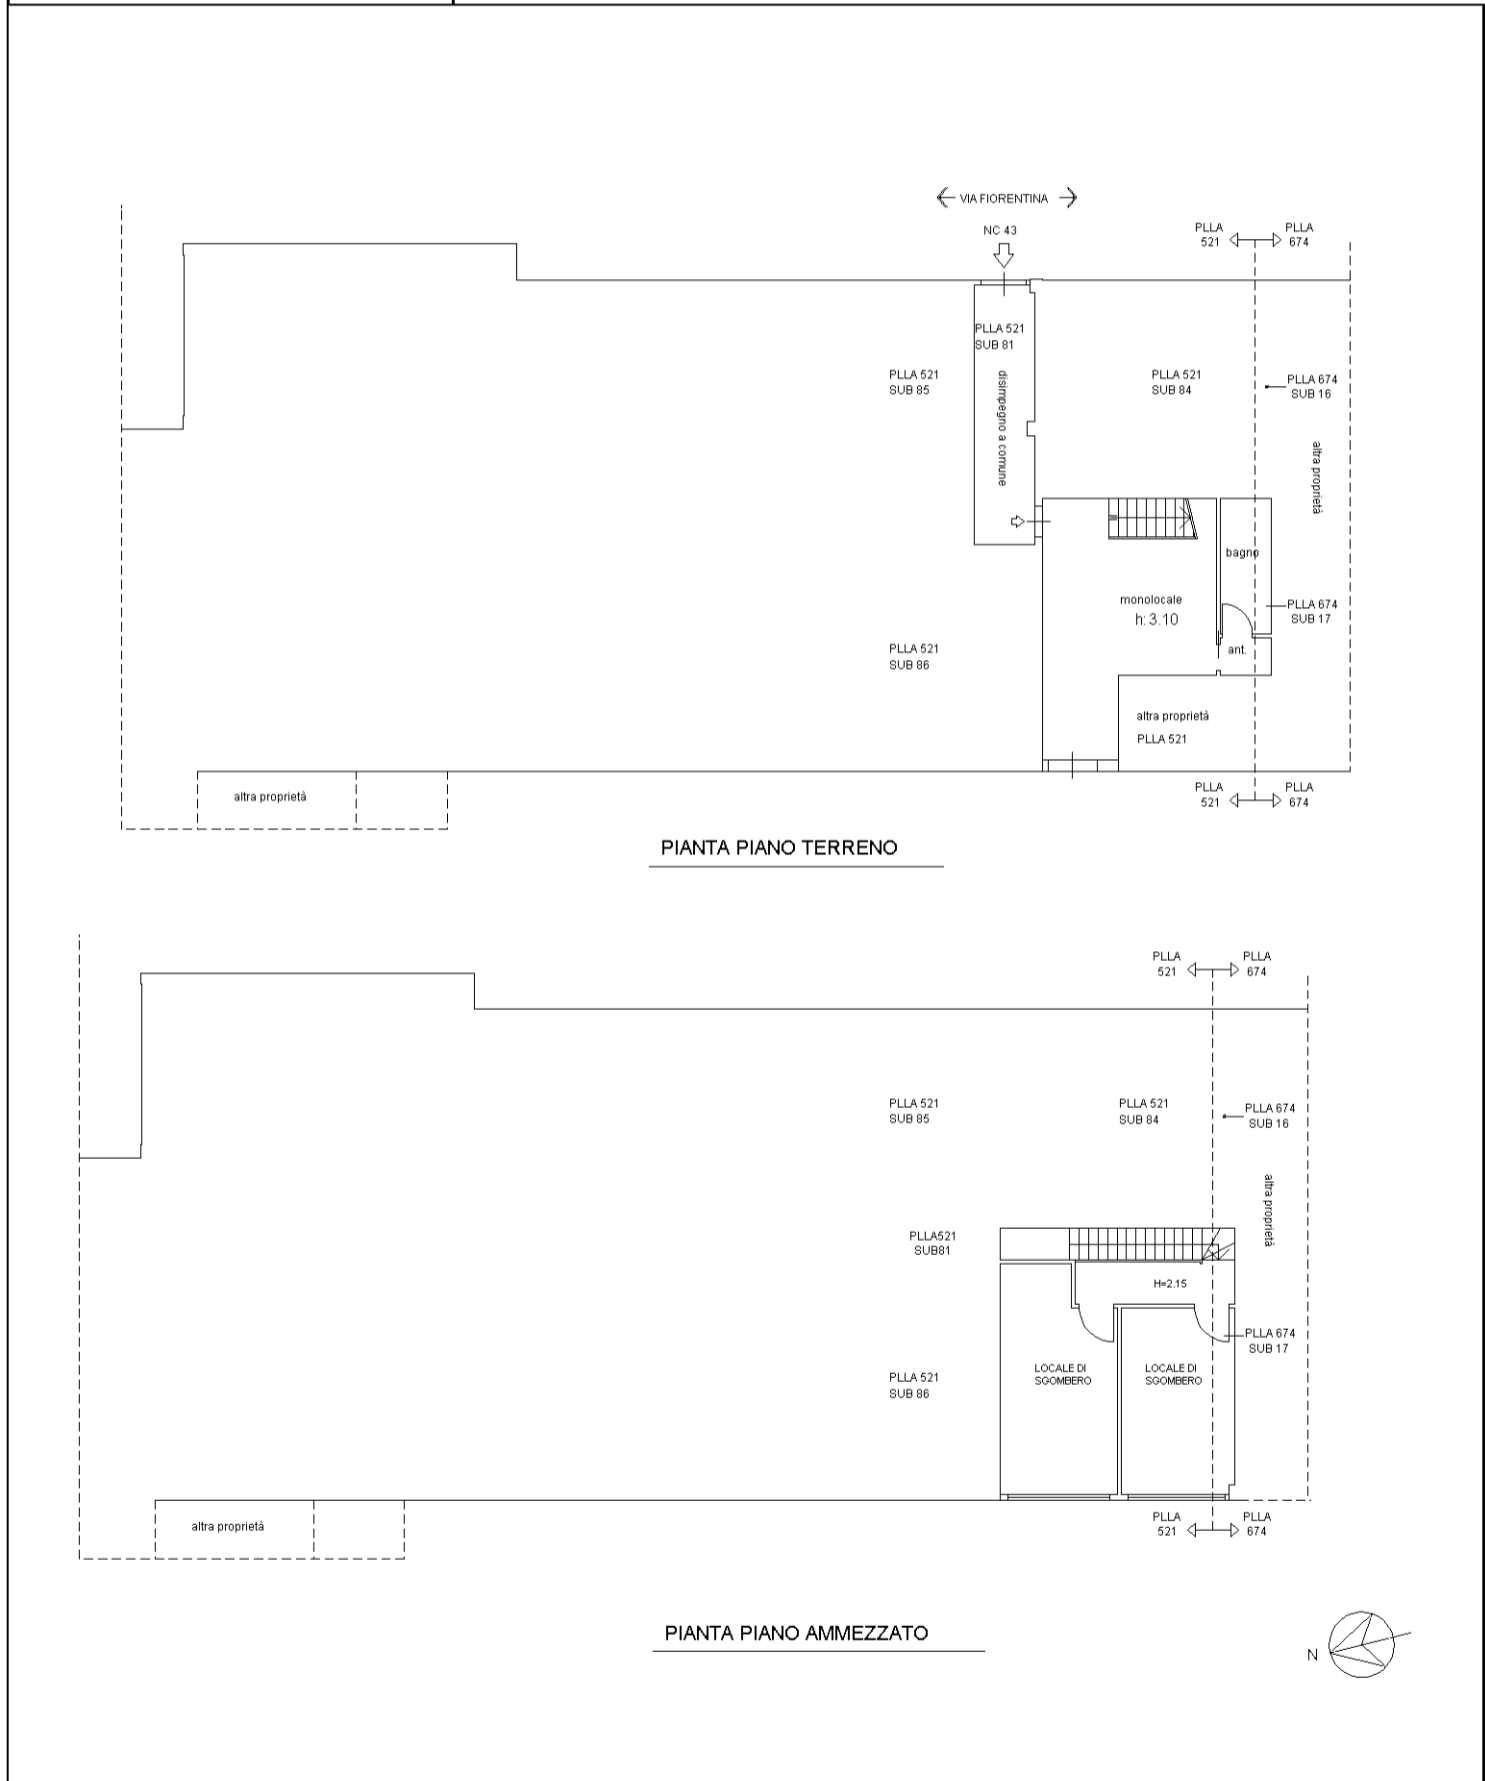 VIA FIORENTINA
NC 43
PLLA
521
PLLA
674
PLLA 521
SUB 81
disimpegno a comune
PLLA 521
SUB 85
PLLA 521
SUB 84
PLLA 674
SUB 16
altra proprietà
bagno
monolocale
h: 3.10
PLLA 674
SUB 17
ant.
PLLA 521
SUB 86
altra proprietà
PLLA 521
altra proprietà
PLLA
521
PLLA
674
PIANTA PIANO TERRENO
PLLA
521
PLLA
674
PLLA 521
SUB 85
PLLA 521
SUB 84
PLLA 674
SUB 16
altra proprietà
PLLA521
SUB81
H=2.15
PLLA 674
SUB 17
LOCALE DI
SGOMBERO
LOCALE DI
SGOMBERO
PLLA 521
SUB 86
altra proprietà
PLLA
521
PLLA
674
PIANTA PIANO AMMEZZATO
N